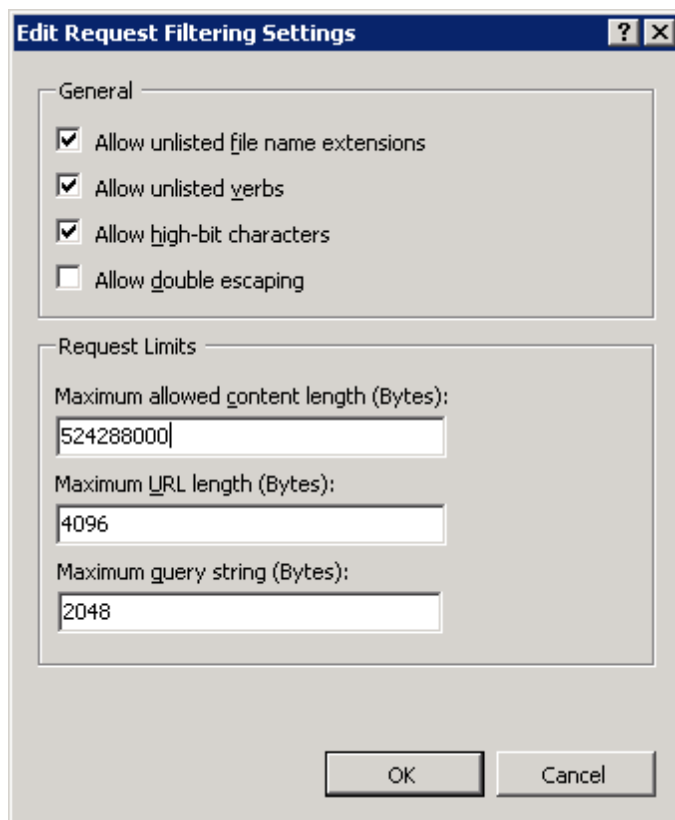 Edit Request Filtering Settings
General
Allow unlisted file name extensions
Allow unlisted verbs
Allow high-bit characters
Allow double escaping
Request Limits
Maximum allowed content length (Bytes):
524288000
Maximum URL length (Bytes):
4096
Maximum query string (Bytes):
2048
OK Cancel